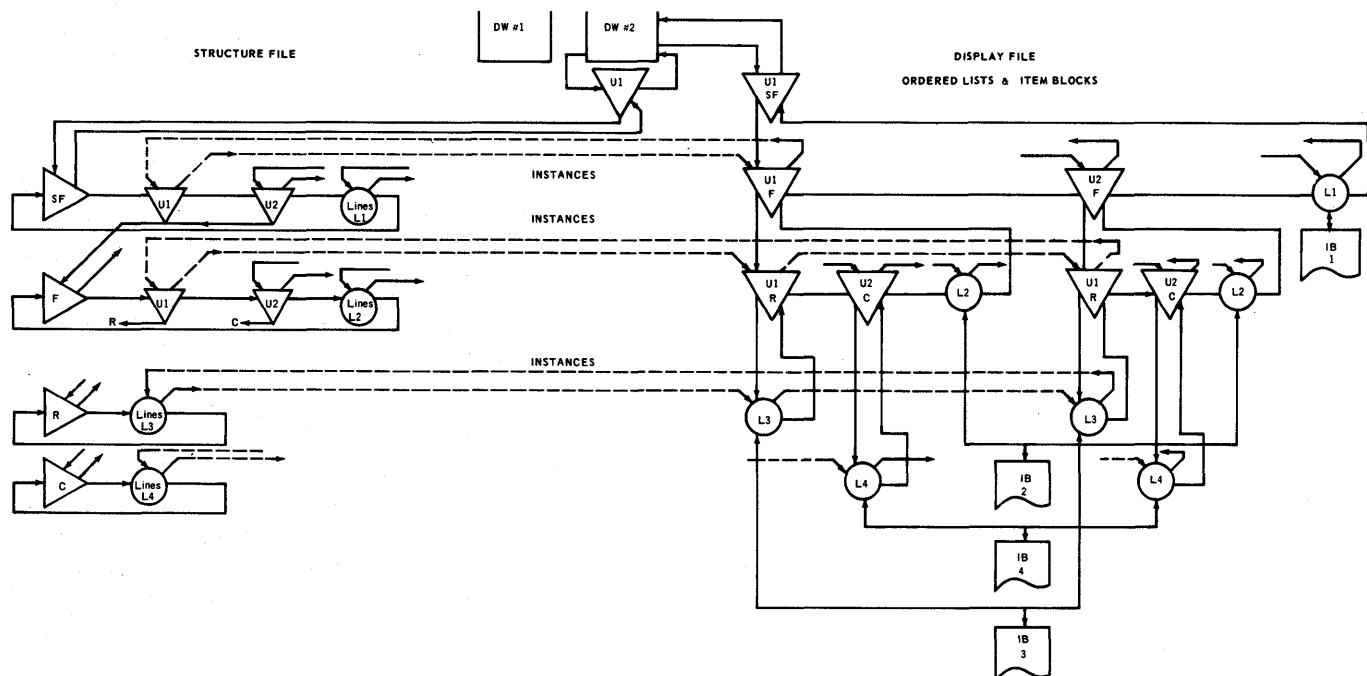 DW #1
DW #2
STRUCTURE FILE
DISPLAY FILE
ORDERED LISTS & ITEM BLOCKS
U1
U1
SF
SF
U1
U2
Lines
L1
INSTANCES
U1
F
U2
F
L1
IB
1
INSTANCES
F
U1
U2
Lines
L2
R
C
U1
R
U2
C
L2
U1
R
U2
C
L2
INSTANCES
R
Lines
L3
L3
L3
C
Lines
L4
L4
L4
IB
2
IB
4
IB
3